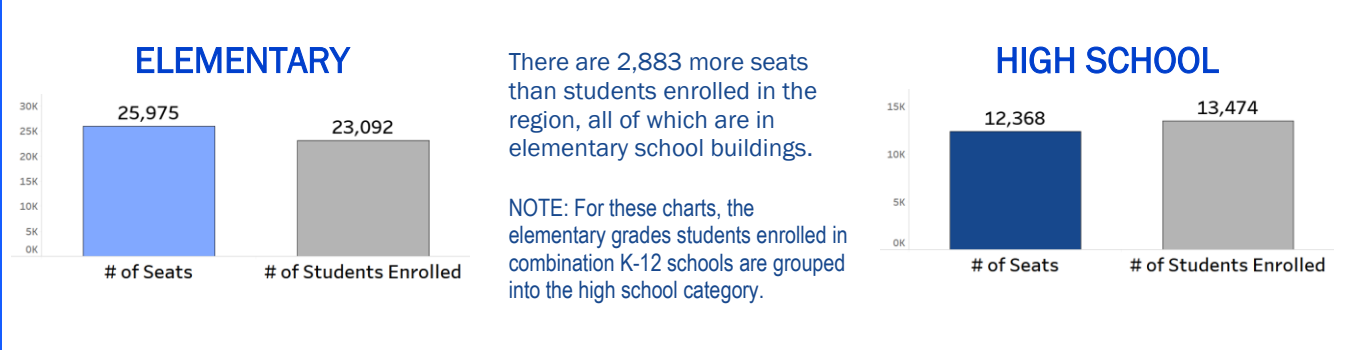 ELEMENTARY
30K
25K
20K
15K
10K
5K
0K
25,975
23,092
# of Seats
# of Students Enrolled
There are 2,883 more seats
than students enrolled in the
region, all of which are in
elementary school buildings.
NOTE: For these charts, the
elementary grades students enrolled in
combination K-12 schools are grouped
into the high school category.
HIGH SCHOOL
15K
10K
5K
0K
12,368
13,474
# of Seats
# of Students Enrolled